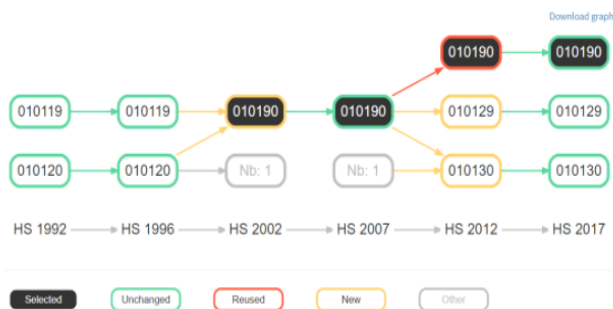 Download graph
010190 010190
010119 010119 010190 010190 010129 010129
010120 010120 Nb: 1 Nb: 1 010130 010130
HS 1992 HS 1996 HS 2002 HS 2007 HS 2012 HS 2017
Selected Unchanged Reused New Other